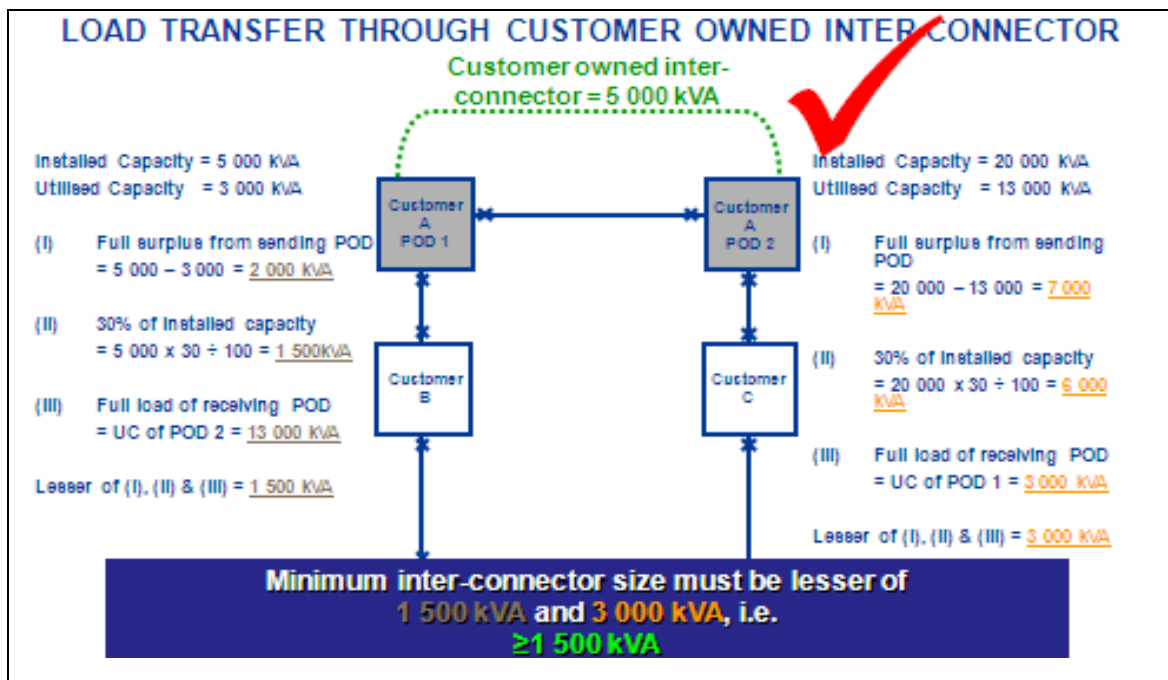 LOAD TRANSFER THROUGH CUSTOMER OWNED INTER-CONNECTOR
Customer owned inter-
connector = 5 000 kVA
Installed Capacity = 5 000 kVA
Utilised Capacity = 3 000 kVA
(I) Full surplus from sending POD
= 5 000 – 3 000 = 2 000 kVA
(II) 30% of installed capacity
= 5 000 x 30 ÷ 100 = 1 500kVA
(III) Full load of receiving POD
= UC of POD 2 = 13 000 kVA
Lesser of (I), (II) & (III) = 1 500 kVA
Customer
A
POD 1
Customer
A
POD 2
Customer
B
Customer
C
Installed Capacity = 20 000 kVA
Utilised Capacity = 13 000 kVA
(I) Full surplus from sending
POD
= 20 000 – 13 000 = 7 000
kVA
(II) 30% of installed capacity
= 20 000 x 30 ÷ 100 = 6 000
kVA
(III) Full load of receiving POD
= UC of POD 1 = 3 000 kVA
Lesser of (I), (II) & (III) = 3 000 kVA
Minimum inter-connector size must be lesser of
1 500 kVA and 3 000 kVA, i.e.
≥1 500 kVA